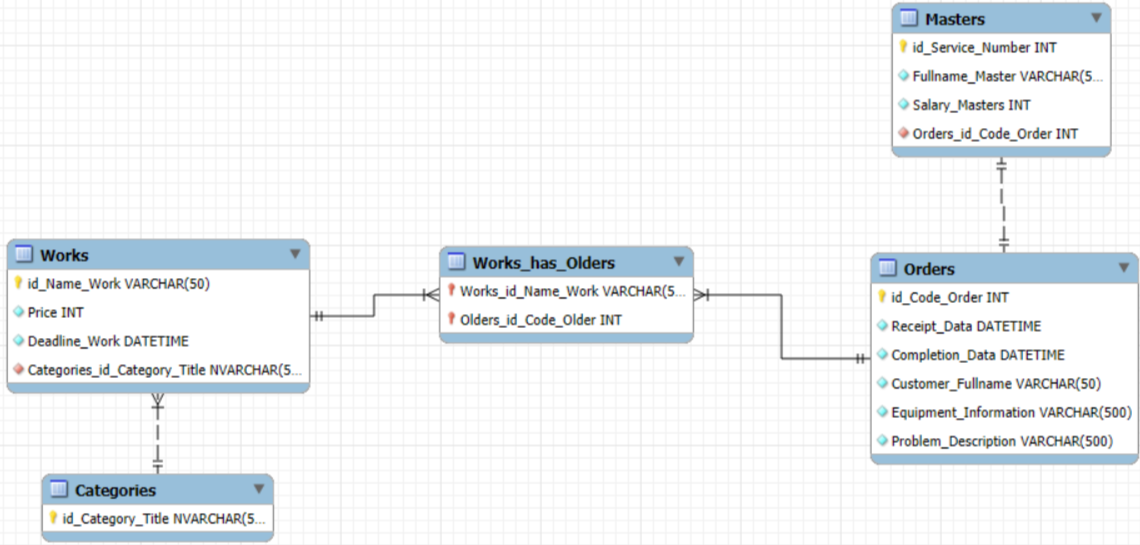 Masters
id_Service_Number INT
Fullname_Master VARCHAR(5...
Salary_Masters INT
Orders_id_Code_Order INT
Works
id_Name_Work VARCHAR(50)
Price INT
Deadline_Work DATETIME
Categories_id_Category_Title NVARCHAR(5...
Works_has_Olders
Works_id_Name_Work VARCHAR(5...
Olders_id_Code_Older INT
Orders
id_Code_Order INT
Receipt_Data DATETIME
Completion_Data DATETIME
Customer_Fullname VARCHAR(50)
Equipment_Information VARCHAR(500)
Problem_Description VARCHAR(500)
Categories
id_Category_Title NVARCHAR(5...